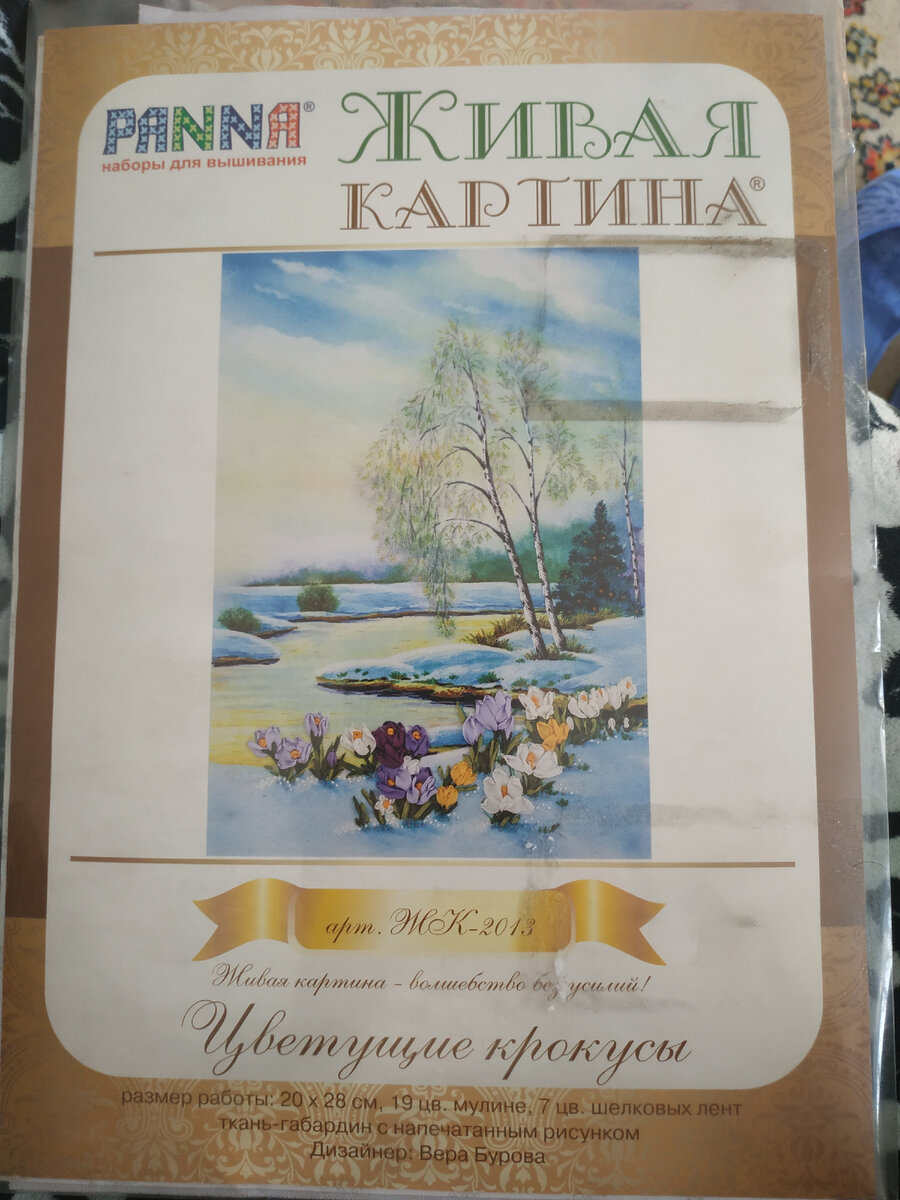 PANNA®
наборы для вышивания
ЖИВАЯ
КАРТИНА®
арт. ЖК-2013
Живая картина - волшебство без усилий!
Цветущие крокусы
размер работы: 20 x 28 см, 19 цв. мулине, 7 цв. шелковых лент
ткань-габардин с напечатанным рисунком
Дизайнер: Вера Бурова